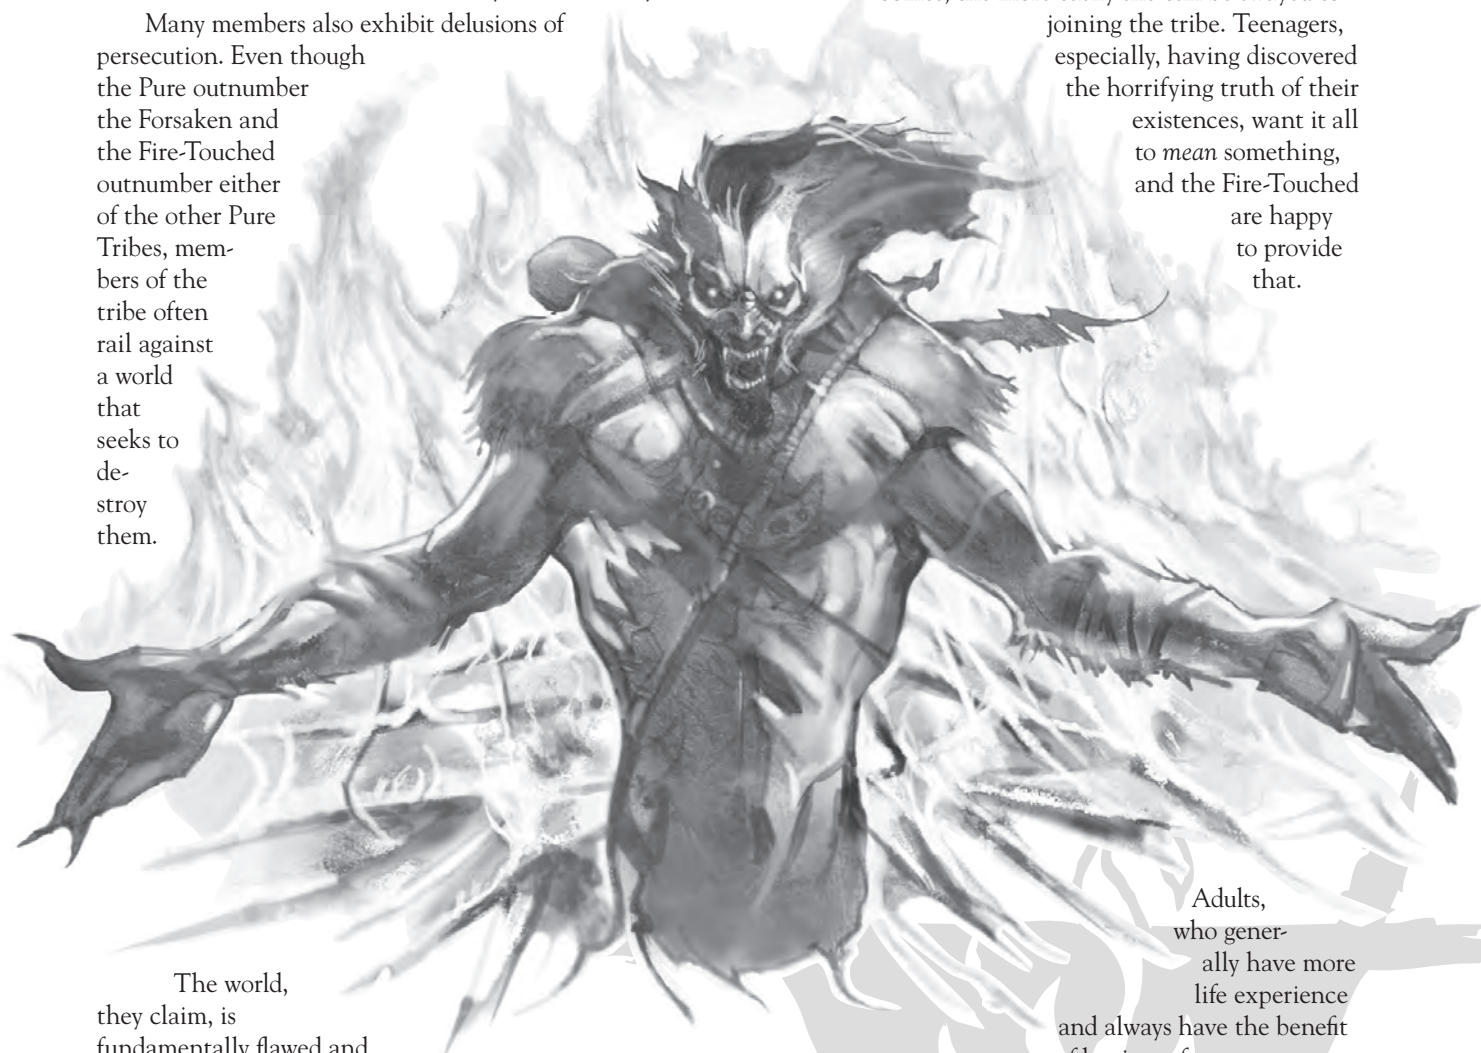 Many members also exhibit delusions of
persecution. Even though
the Pure outnumber
the Forsaken and
the Fire-Touched
outnumber either
of the other Pure
Tribes, mem-
bers of the
tribe often
rail against
a world
that
seeks to
de-
stroy
them.
The world,
they claim, is
fundamentally flawed and
joining the tribe. Teenagers,
especially, having discovered
the horrifying truth of their
existences, want it all
to mean something,
and the Fire-Touched
are happy
to provide
that.
Adults,
who gener-
ally have more
life experience
and always have the benefit